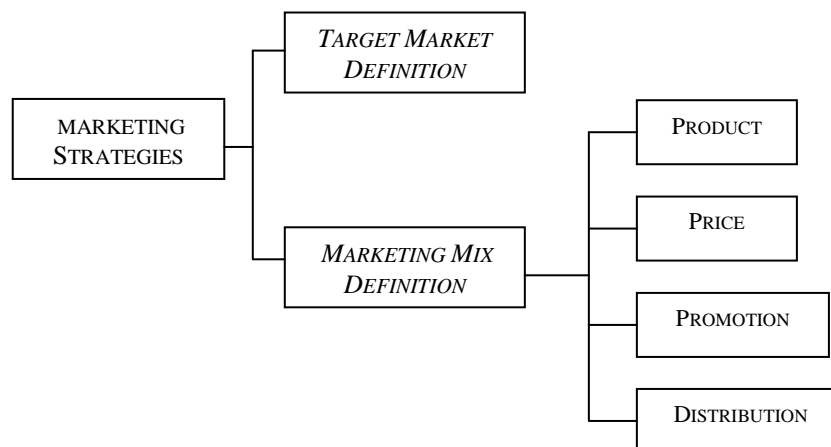 TARGET MARKET
DEFINITION
MARKETING
STRATEGIES
PRODUCT
PRICE
MARKETING MIX
DEFINITION
PROMOTION
DISTRIBUTION